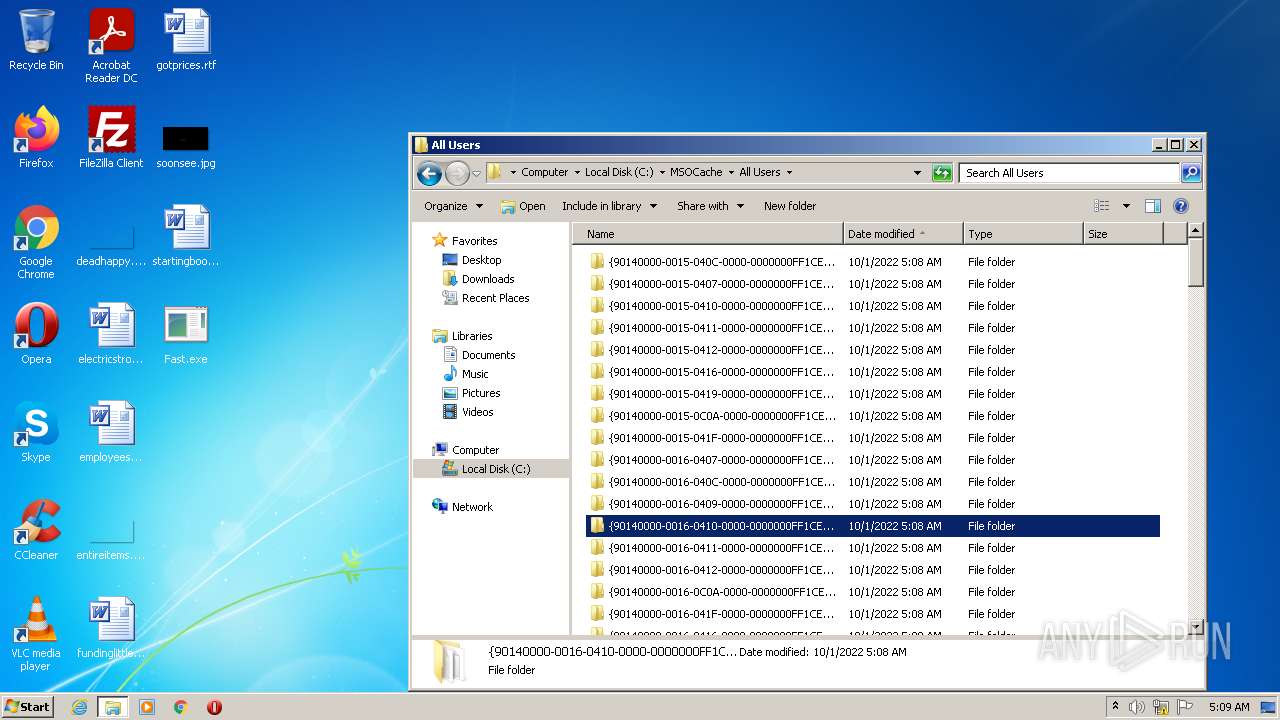 Recycle Bin
Acrobat
Reader DC
gotprices.rtf
Firefox
FileZilla Client
soonsee.jpg
Google
Chrome
deadhappy....
startingboo...
Opera
electricstro...
Fast.exe
Skype
employees...
CCleaner
entireitems....
VLC media
player
fundinglittle...
All Users
Computer Local Disk (C:) MSOCache All Users
Search All Users
Organize Open Include in library Share with New folder
Name Date modified Type Size
Favorites
Desktop
Downloads
Recent Places
Libraries
Documents
Music
Pictures
Videos
Computer
Local Disk (C:)
Network
{90140000-0015-040C-0000-0000000FF1CE... 10/1/2022 5:08 AM File folder
{90140000-0015-0407-0000-0000000FF1CE... 10/1/2022 5:08 AM File folder
{90140000-0015-0410-0000-0000000FF1CE... 10/1/2022 5:08 AM File folder
{90140000-0015-0411-0000-0000000FF1CE... 10/1/2022 5:08 AM File folder
{90140000-0015-0412-0000-0000000FF1CE... 10/1/2022 5:08 AM File folder
{90140000-0015-0416-0000-0000000FF1CE... 10/1/2022 5:08 AM File folder
{90140000-0015-0419-0000-0000000FF1CE... 10/1/2022 5:08 AM File folder
{90140000-0015-0C0A-0000-0000000FF1CE... 10/1/2022 5:08 AM File folder
{90140000-0015-041F-0000-0000000FF1CE... 10/1/2022 5:08 AM File folder
{90140000-0016-0407-0000-0000000FF1CE... 10/1/2022 5:08 AM File folder
{90140000-0016-040C-0000-0000000FF1CE... 10/1/2022 5:08 AM File folder
{90140000-0016-0409-0000-0000000FF1CE... 10/1/2022 5:08 AM File folder
{90140000-0016-0410-0000-0000000FF1CE... 10/1/2022 5:08 AM File folder
{90140000-0016-0411-0000-0000000FF1CE... 10/1/2022 5:08 AM File folder
{90140000-0016-0412-0000-0000000FF1CE... 10/1/2022 5:08 AM File folder
{90140000-0016-0C0A-0000-0000000FF1CE... 10/1/2022 5:08 AM File folder
{90140000-0016-041F-0000-0000000FF1CE... 10/1/2022 5:08 AM File folder
{90140000-0016-0410-0000-0000000FF1C... Date modified: 10/1/2022 5:08 AM
File folder
ANY RUN
Start
5:09 AM